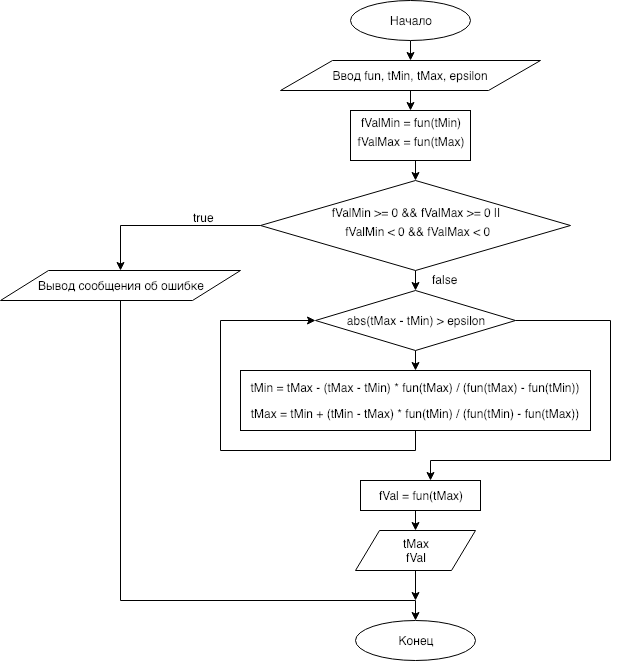 Начало
Ввод fun, tMin, tMax, epsilon
fValMin = fun(tMin)
fValMax = fun(tMax)
fValMin >= 0 && fValMax >= 0 II
fValMin < 0 && fValMax < 0
true
false
Вывод сообщения об ошибке
abs(tMax - tMin) > epsilon
tMin = tMax - (tMax - tMin) * fun(tMax) / (fun(tMax) - fun(tMin))
tMax = tMin + (tMin - tMax) * fun(tMin) / (fun(tMin) - fun(tMax))
fVal = fun(tMax)
tMax
fVal
Конец